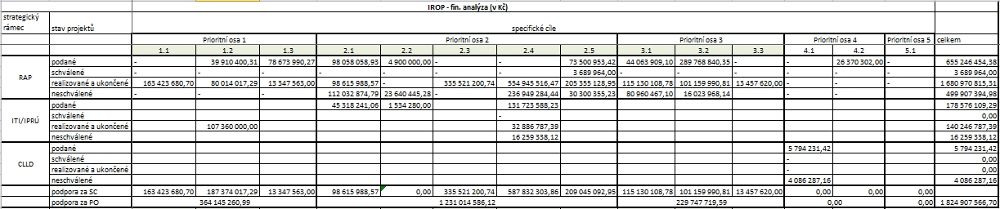 IROP - fin. analýza (v Kč)
strategický rámec stav projektů specifické cíle
Prioritní osa 1 Prioritní osa 2 Prioritní osa 3 Prioritní osa 4 Prioritní osa 5 celkem
1.1 1.2 1.3 2.1 2.2 2.3 2.4 2.5 3.1 3.2 3.3 4.1 4.2 5.1
RAP podané - 39 910 400,31 78 673 990,27 98 058 058,93 4 900 000,00 - - 73 500 953,42 44 063 909,10 289 768 840,35 - - 26 370 302,00 - 655 246 454,38
schválené - - - - - - - 3 689 964,00 - - - - - - 3 689 964,00
realizované a ukončené 163 423 680,70 80 014 017,29 13 347 563,00 98 615 988,57 - 335 521 200,74 554 945 516,47 205 355 128,95 115 130 108,78 101 159 990,81 13 457 620,00 - - - 1 680 970 815,31
neschválené - - - 112 032 874,79 23 640 445,28 - 236 949 284,44 30 300 355,23 80 960 467,10 16 023 968,14 - - - 499 907 394,98
ITI/IPRÚ podané 45 318 241,06 1 534 280,00 131 723 588,23 178 576 109,29
schválené - 0,00
realizované a ukončené 107 360 000,00 32 886 787,39 140 246 787,39
neschválené 16 259 338,12 16 259 338,12
CLLD podané 5 794 231,42 5 794 231,42
schválené - 0,00
realizované a ukončené - 0,00
neschválené 4 086 287,16 4 086 287,16
podpora za SC 163 423 680,70 187 374 017,29 13 347 563,00 98 615 988,57 0,00 335 521 200,74 587 832 303,86 209 045 092,95 115 130 108,78 101 159 990,81 13 457 620,00 0,00 0,00 0,00
podpora za PO 364 145 260,99 1 231 014 586,12 229 747 719,59 0,00 0,00 1 824 907 566,70